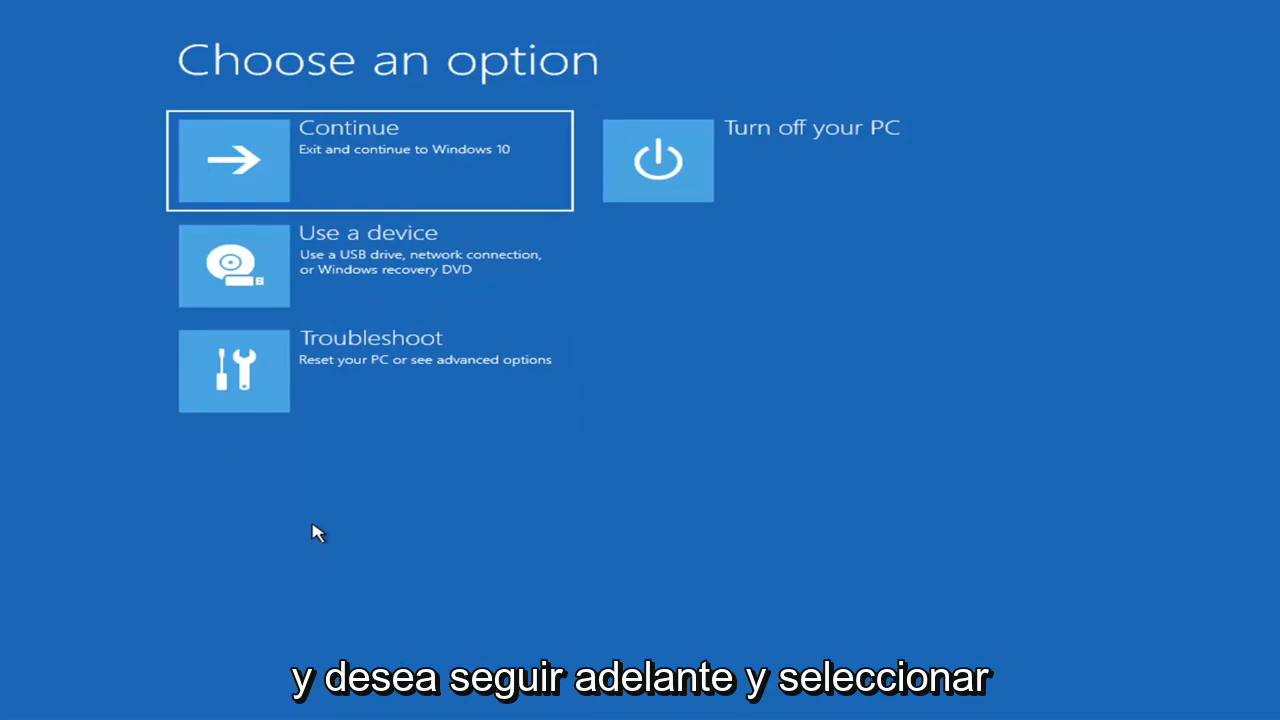 Choose an option
Continue
Exit and continue to Windows 10
Turn off your PC
Use a device
Use a USB drive, network connection,
or Windows recovery DVD
Troubleshoot
Reset your PC or see advanced options
y desea seguir adelante y seleccionar